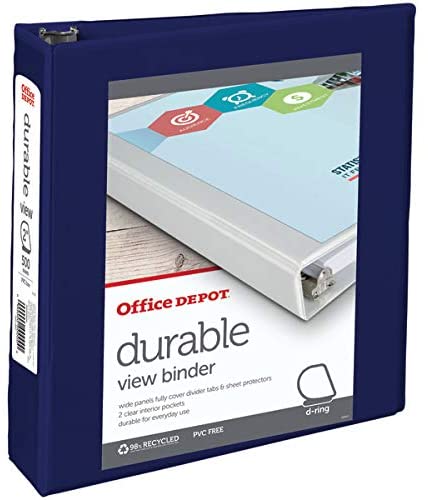 Office
DEPOT
durable
view
500
Office DEPOT
durable
view binder
wide panels fully cover divider tabs & sheet protectors
2 clear interior pockets
durable for everyday use
d-ring
98% RECYCLED
PVC FREE